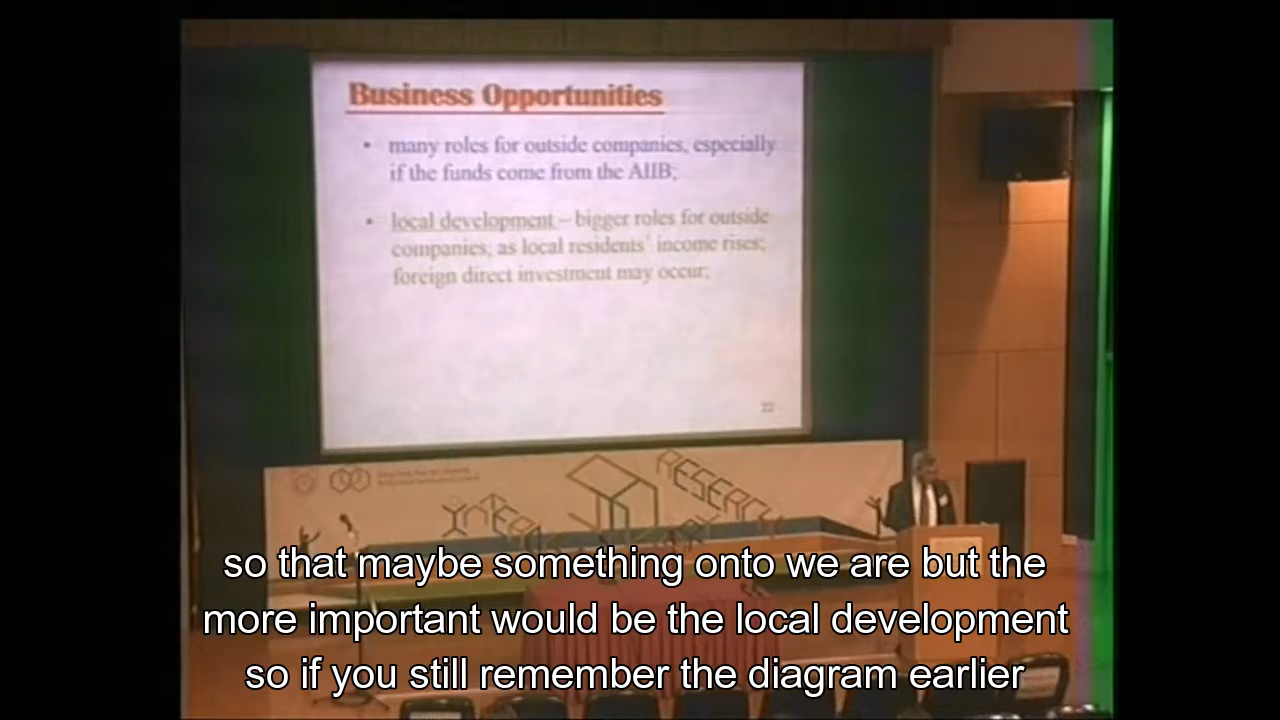 Business Opportunities
• many roles for outside companies, especially
if the funds come from the AIIB;
• local development – bigger roles for outside
companies, as local residents' income rises;
foreign direct investment may occur;
22
RESEARCH
so that maybe something onto we are but the
more important would be the local development
so if you still remember the diagram earlier